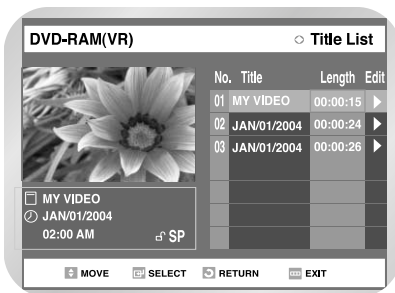 DVD-RAM(VR)
Title List
No. Title Length Edit
01 MY VIDEO 00:00:15
02 JAN/01/2004 00:00:24
03 JAN/01/2004 00:00:26
MY VIDEO
JAN/01/2004
02:00 AM SP
MOVE SELECT RETURN EXIT